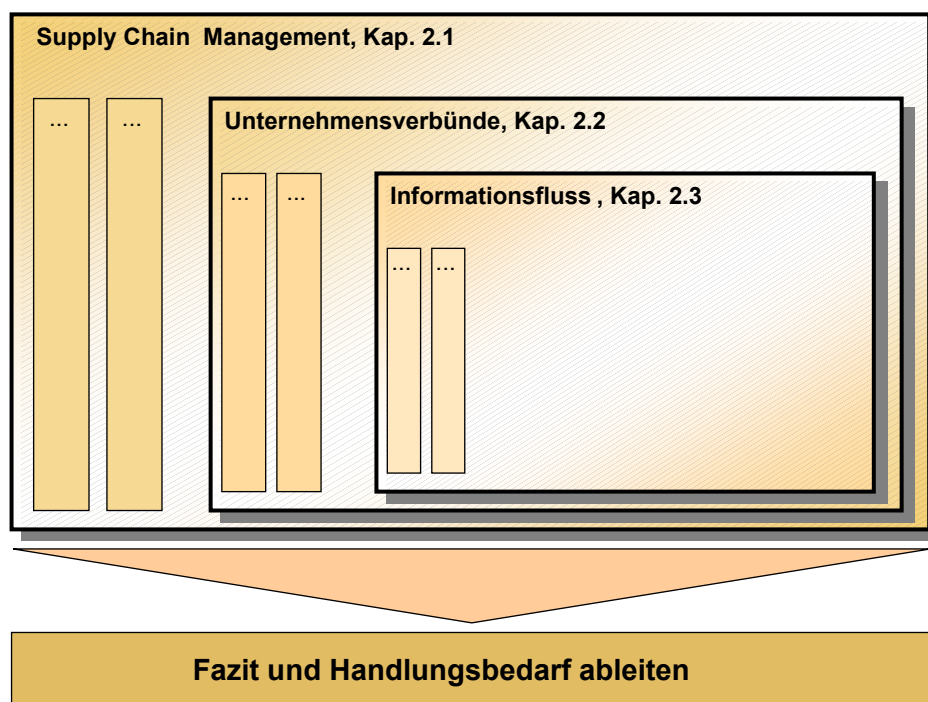 Supply Chain Management, Kap. 2.1
... ...
Unternehmensverbünde, Kap. 2.2
... ...
Informationsfluss , Kap. 2.3
... ...
Fazit und Handlungsbedarf ableiten